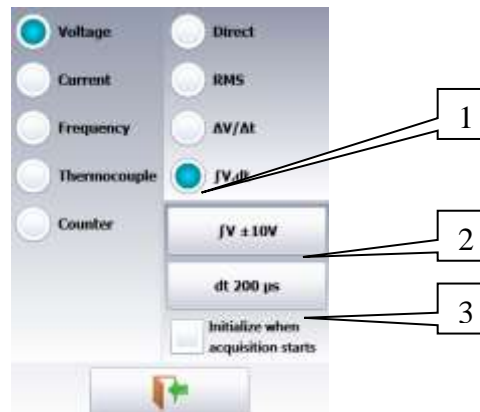 Voltage
Direct
Current
RMS
Frequency
ΔV/Δt
Thermocouple
∫V.dt
Counter
∫V ±10V
dt 200 µs
Initialize when
acquisition starts
1
2
3